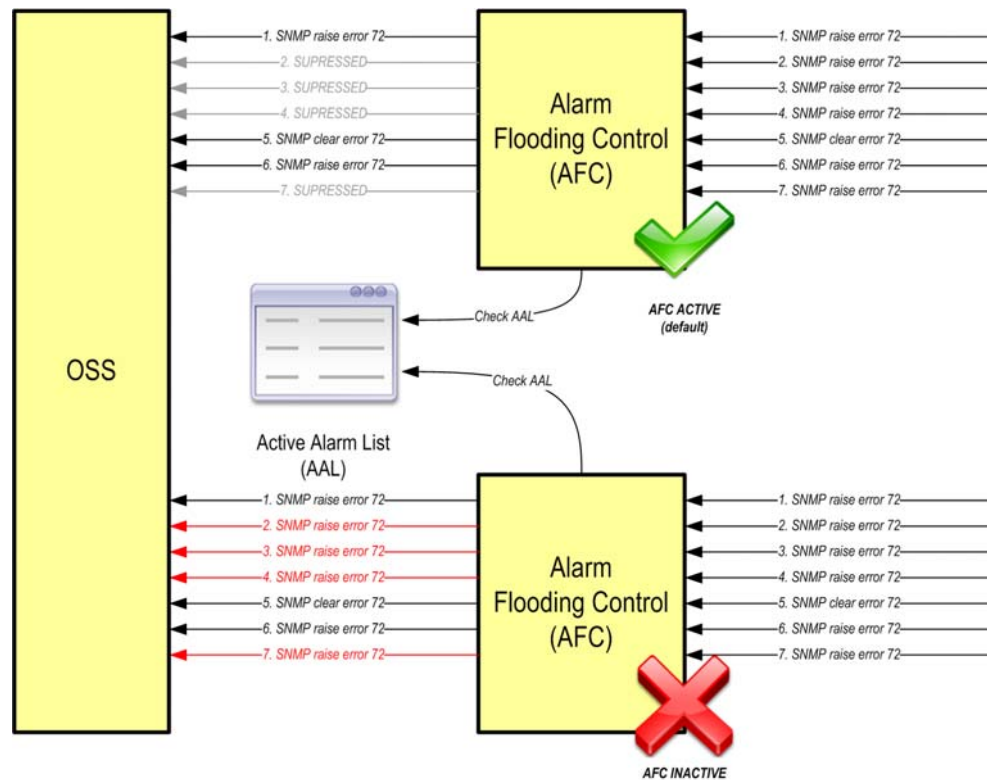 1. SNMP raise error 72
2. SUPRESSED
3. SUPRESSED
4. SUPRESSED
5. SNMP clear error 72
6. SNMP raise error 72
7. SUPRESSED
Alarm
Flooding Control
(AFC)
1. SNMP raise error 72
2. SNMP raise error 72
3. SNMP raise error 72
4. SNMP raise error 72
5. SNMP clear error 72
6. SNMP raise error 72
7. SNMP raise error 72
AFC ACTIVE
(default)
Check AAL
OSS
Check AAL
Active Alarm List
(AAL)
1. SNMP raise error 72
2. SNMP raise error 72
3. SNMP raise error 72
4. SNMP raise error 72
5. SNMP clear error 72
6. SNMP raise error 72
7. SNMP raise error 72
Alarm
Flooding Control
(AFC)
1. SNMP raise error 72
2. SNMP raise error 72
3. SNMP raise error 72
4. SNMP raise error 72
5. SNMP clear error 72
6. SNMP raise error 72
7. SNMP raise error 72
AFC INACTIVE